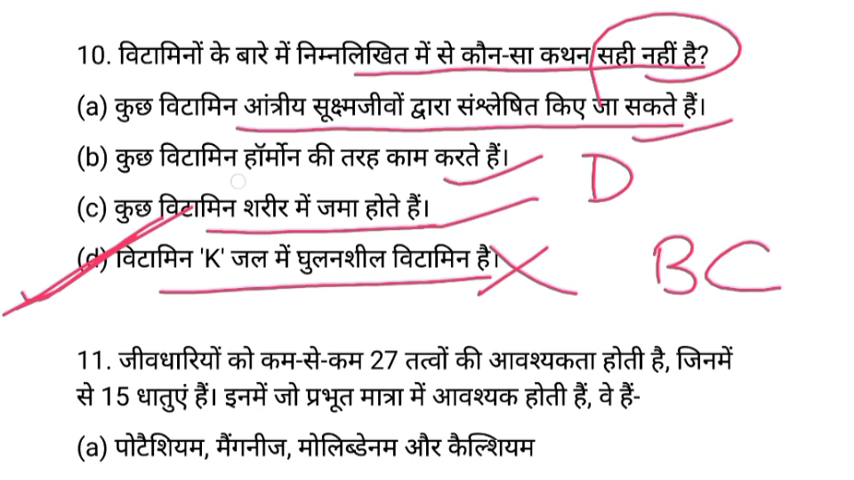 10. विटामिनों के बारे में निम्नलिखित में से कौन-सा कथन सही नहीं है?
(a) कुछ विटामिन आंत्रीय सूक्ष्मजीवों द्वारा संश्लेषित किए जा सकते हैं।
(b) कुछ विटामिन हॉर्मोन की तरह काम करते हैं।
D
(c) कुछ विटामिन शरीर में जमा होते हैं।
(d) विटामिन 'K' जल में घुलनशील विटामिन है।
BC
11. जीवधारियों को कम-से-कम 27 तत्वों की आवश्यकता होती है, जिनमें
से 15 धातुएं हैं। इनमें जो प्रभूत मात्रा में आवश्यक होती हैं, वे हैं-
(a) पोटैशियम, मैंगनीज, मोलिब्डेनम और कैल्शियम